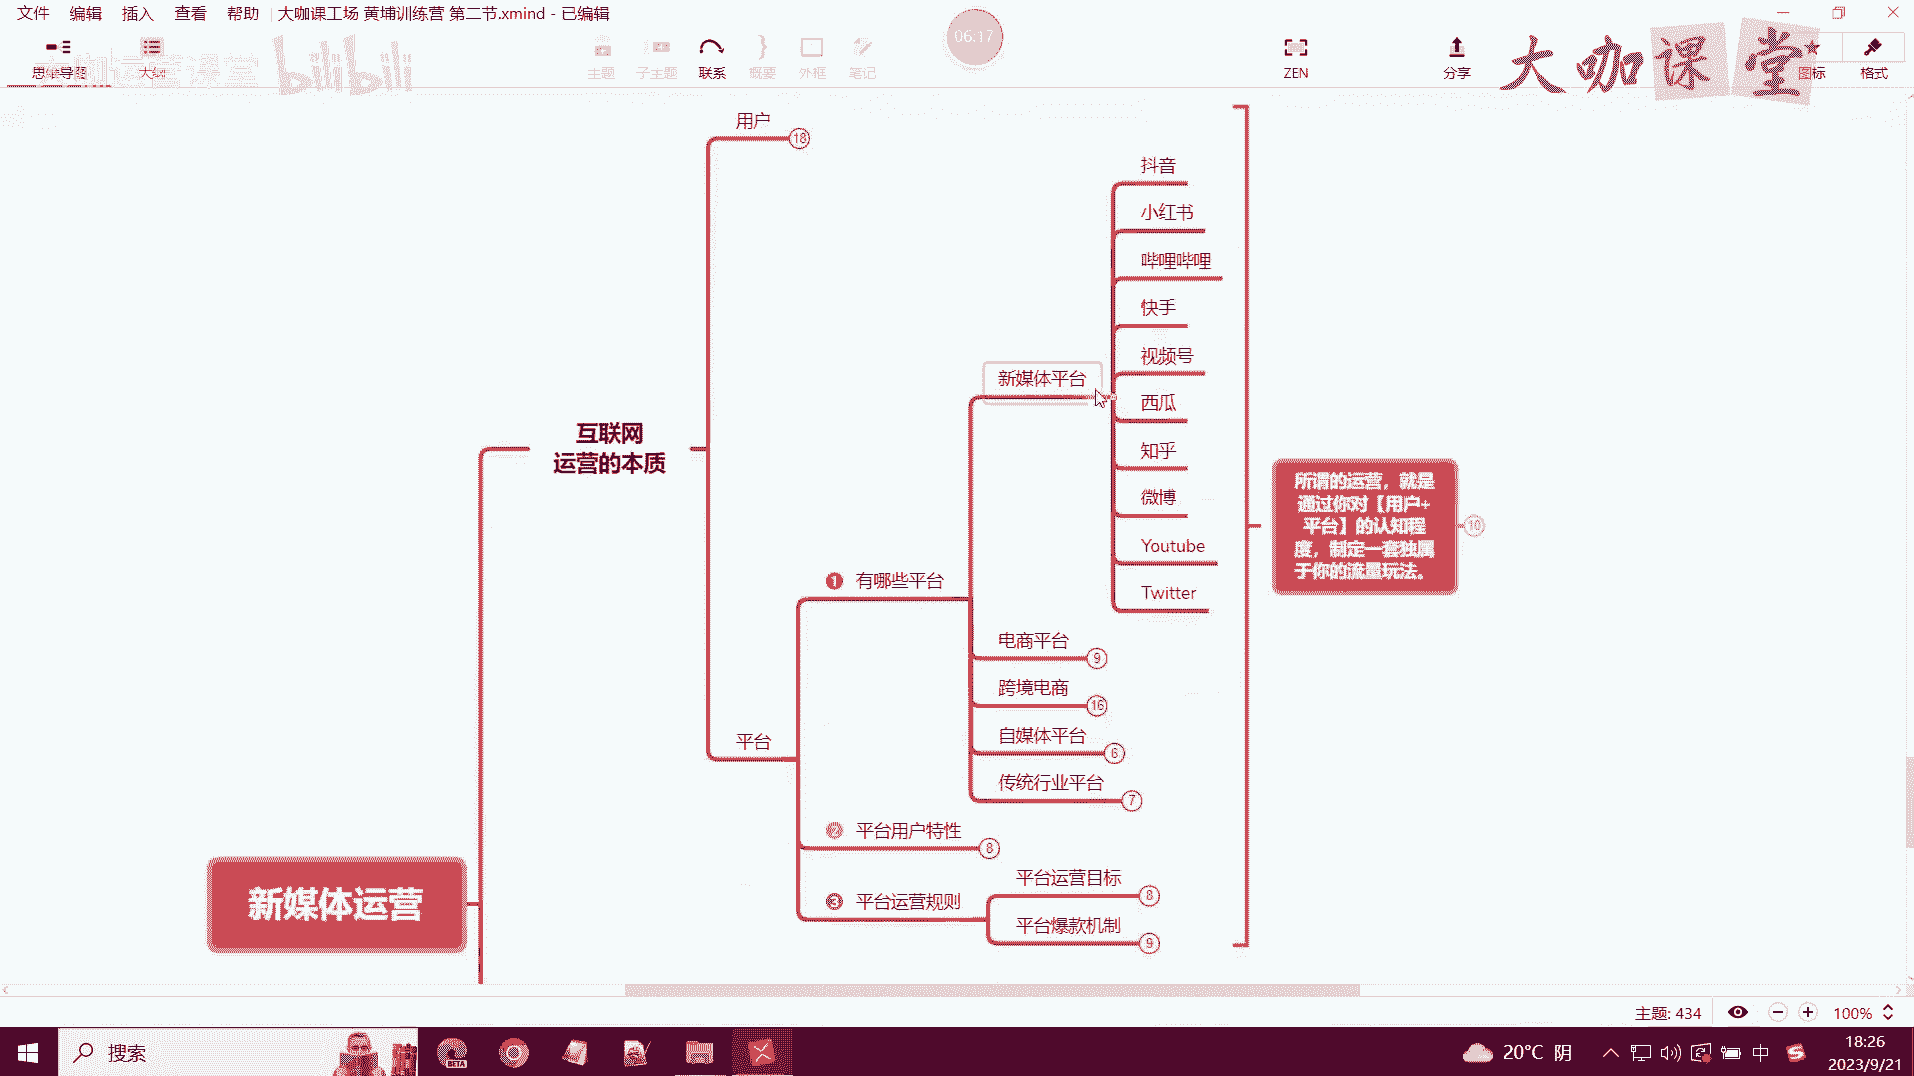 文件 编辑 插入 查看 帮助 大咖课工场 黄埔训练营 第二节.xmind - 已编辑
思维导图 大纲 主题 子主题 联系 概要 外框 笔记 06:17 ZEN 分享 图标 格式
bilibili
大咖课堂
用户 18
抖音
小红书
哔哩哔哩
快手
视频号
新媒体平台
西瓜
知乎
微博
Youtube
Twitter
互联网
运营的本质
所谓的运营，就是
通过你对【用户+
平台】的认知程
度，制定一套独属
于你的流量玩法。
10
1 有哪些平台
电商平台 9
跨境电商 16
自媒体平台 6
传统行业平台 7
平台
2 平台用户特性 8
3 平台运营规则
平台运营目标 8
平台爆款机制 9
新媒体运营
主题: 434 100%
搜索 BETA 20°C 阴 中 18:26
2023/9/21